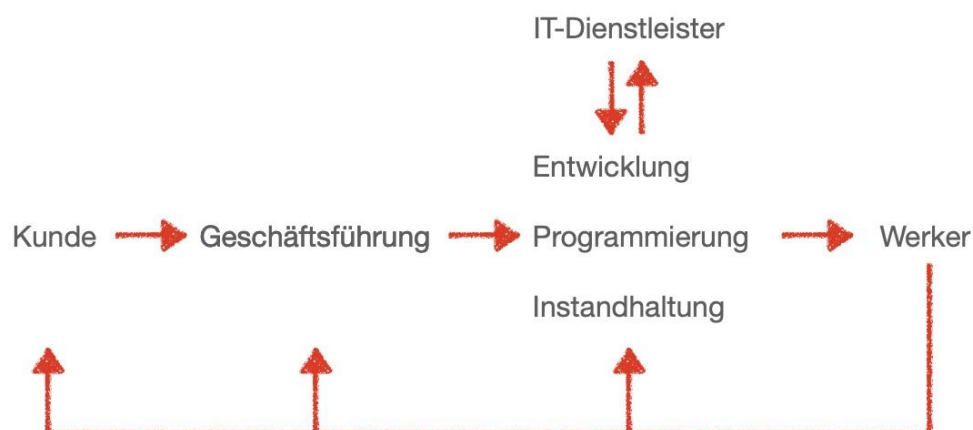 IT-Dienstleister
Entwicklung
Kunde Geschäftsführung Programmierung Werker
Instandhaltung